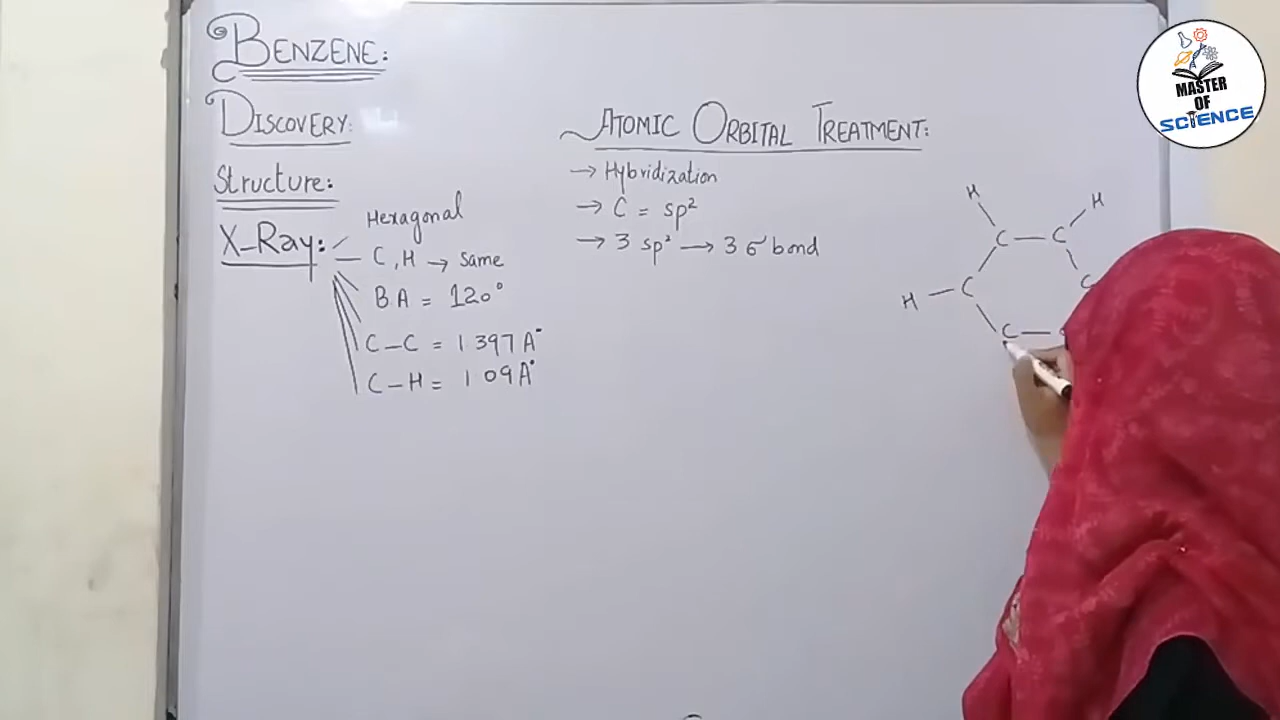 BENZENE:
DISCOVERY:
Structure:
X-Ray:
Hexagonal
C, H → same
BA = 120°
C-C = 1 397 A°
C-H = 1 09 A°
ATOMIC ORBITAL TREATMENT:
→ Hybridization
→ C = sp²
→ 3 sp² → 3 σ bond
H H
C — C
H — C C
C —
MASTER
OF
SCIENCE